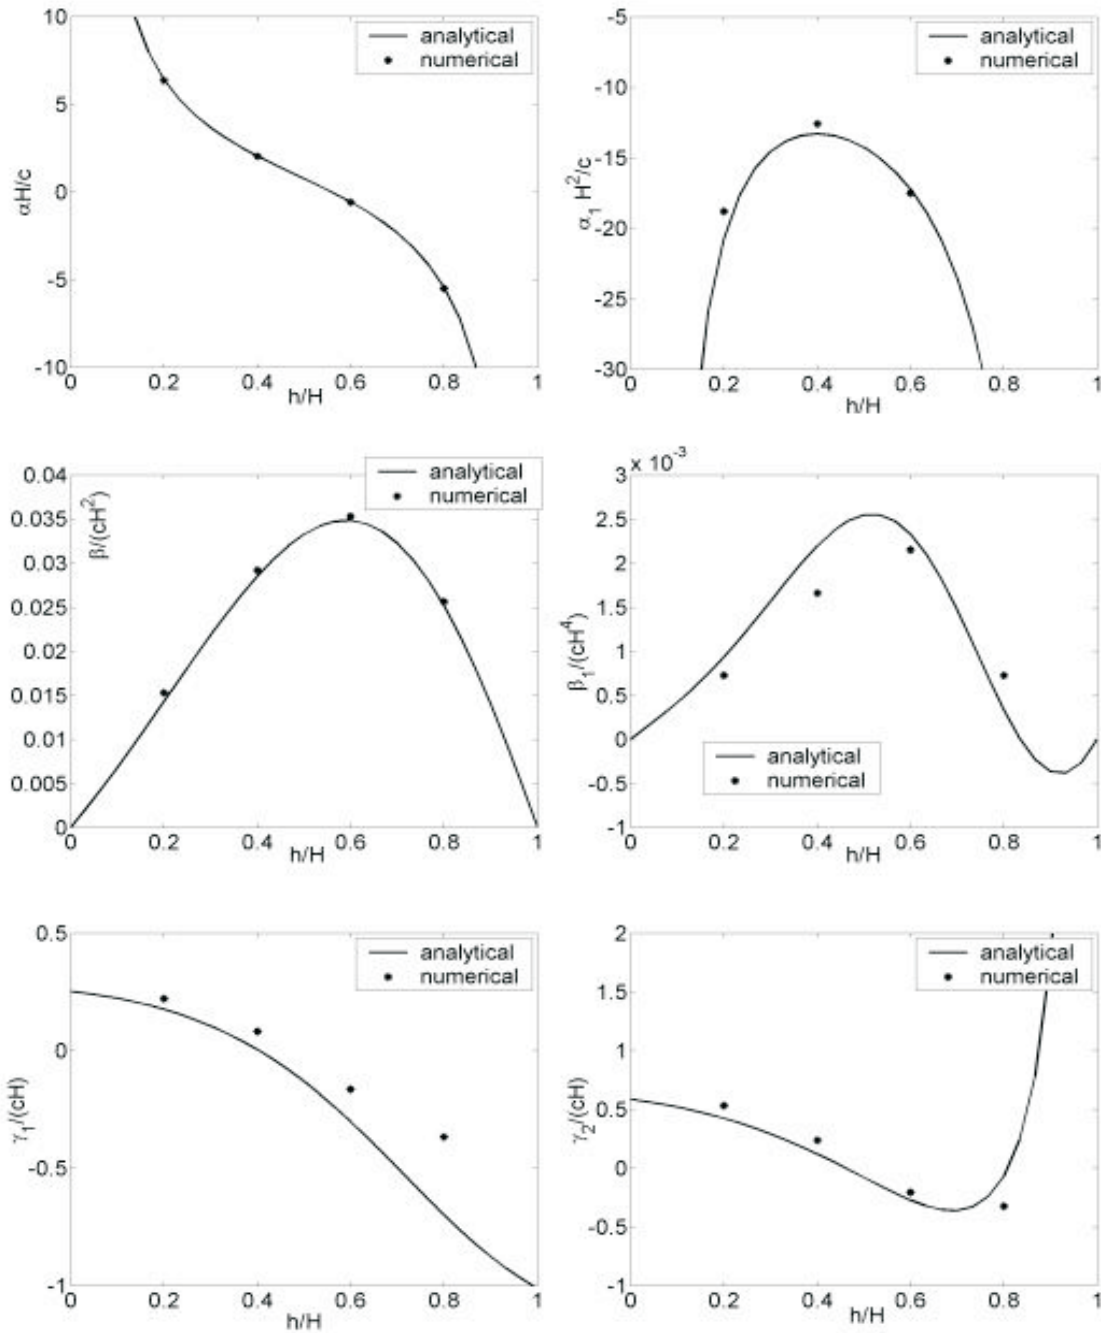 10
5
0
-5
-10
αH/c
analytical
numerical
0 0.2 0.4 0.6 0.8 1
h/H
-5
-10
-15
-20
-25
-30
α₁ H²/c
analytical
numerical
0 0.2 0.4 0.6 0.8 1
h/H
0.04
0.035
0.03
0.025
0.02
0.015
0.01
0.005
0
β/(cH²)
analytical
numerical
0 0.2 0.4 0.6 0.8 1
h/H
x 10⁻³
3
2.5
2
1.5
1
0.5
0
-0.5
-1
β₁/(cH⁴)
analytical
numerical
0 0.2 0.4 0.6 0.8 1
h/H
0.5
0
-0.5
-1
γ₁/(cH)
analytical
numerical
0 0.2 0.4 0.6 0.8 1
h/H
2
1.5
1
0.5
0
-0.5
-1
γ₂/(cH)
analytical
numerical
0 0.2 0.4 0.6 0.8 1
h/H